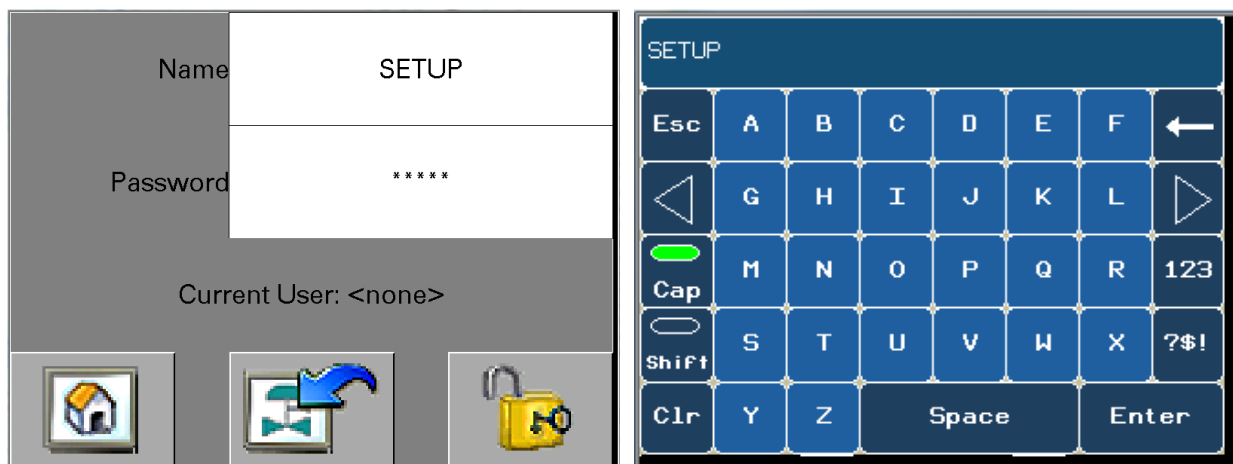 Name SETUP
Password *****
Current User: <none>
SETUP
Esc A B C D E F
G H I J K L
Cap M N O P Q R 123
Shift S T U V W X ?$!
Clr Y Z Space Enter